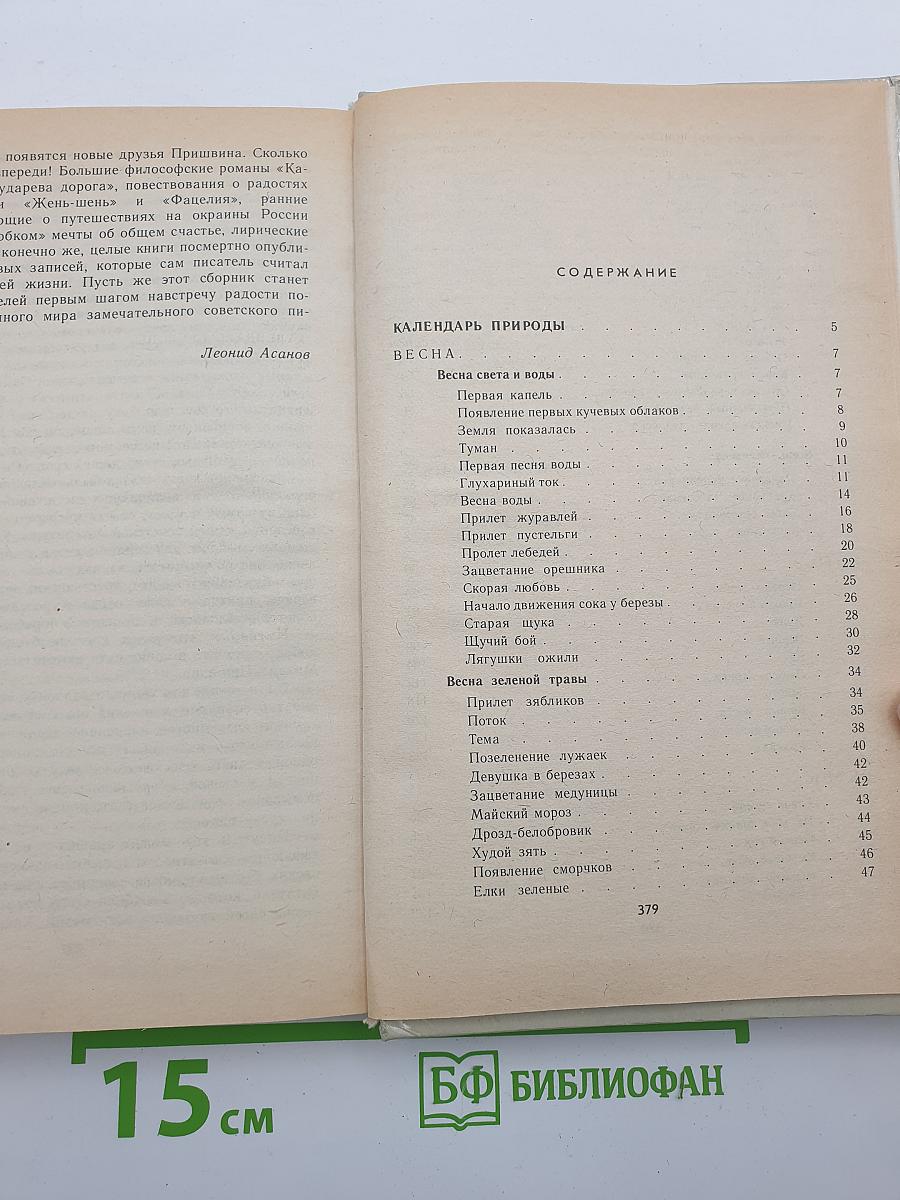 появятся новые друзья Пришвина. Сколько
впереди! Большие философские романы «Ка-
ударева дорога», повествования о радостях
и «Жень-шень» и «Фацелия», ранние
ющие о путешествиях на окраины России
обком» мечты об общем счастье, лирические
конечно же, целые книги посмертно опубли-
вых записей, которые сам писатель считал
ей жизни. Пусть же этот сборник станет
елей первым шагом навстречу радости по-
нного мира замечательного советского пи-
Леонид Асанов
СОДЕРЖАНИЕ
КАЛЕНДАРЬ ПРИРОДЫ . . . . . . . . . . 5
ВЕСНА . . . . . . . . . . 7
Весна света и воды . . . . . . . . . . 7
Первая капель . . . . . . . . . . 7
Появление первых кучевых облаков . . . . . . 8
Земля показалась . . . . . . . . . 9
Туман . . . . . . . . . . 10
Первая песня воды . . . . . . . . . 11
Глухариный ток . . . . . . . . . 11
Весна воды . . . . . . . . . . 14
Прилет журавлей . . . . . . . . . 16
Прилет пустельги . . . . . . . . . 18
Пролет лебедей . . . . . . . . . 20
Зацветание орешника . . . . . . . . 22
Скорая любовь . . . . . . . . . 25
Начало движения сока у березы . . . . . . 26
Старая щука . . . . . . . . . 28
Щучий бой . . . . . . . . . 30
Лягушки ожили . . . . . . . . . 32
Весна зеленой травы . . . . . . . . 34
Прилет зябликов . . . . . . . . 34
Поток . . . . . . . . . 35
Тема . . . . . . . . . 38
Позеленение лужаек . . . . . . . 40
Девушка в березах . . . . . . . . 42
Зацветание медуницы . . . . . . . 42
Майский мороз . . . . . . . . 43
Дрозд-белобровик . . . . . . . . 44
Худой зять . . . . . . . . . 45
Появление сморчков . . . . . . . 46
Елки зеленые . . . . . . . . 47
379
15 см
БФ БИБЛИОФАН